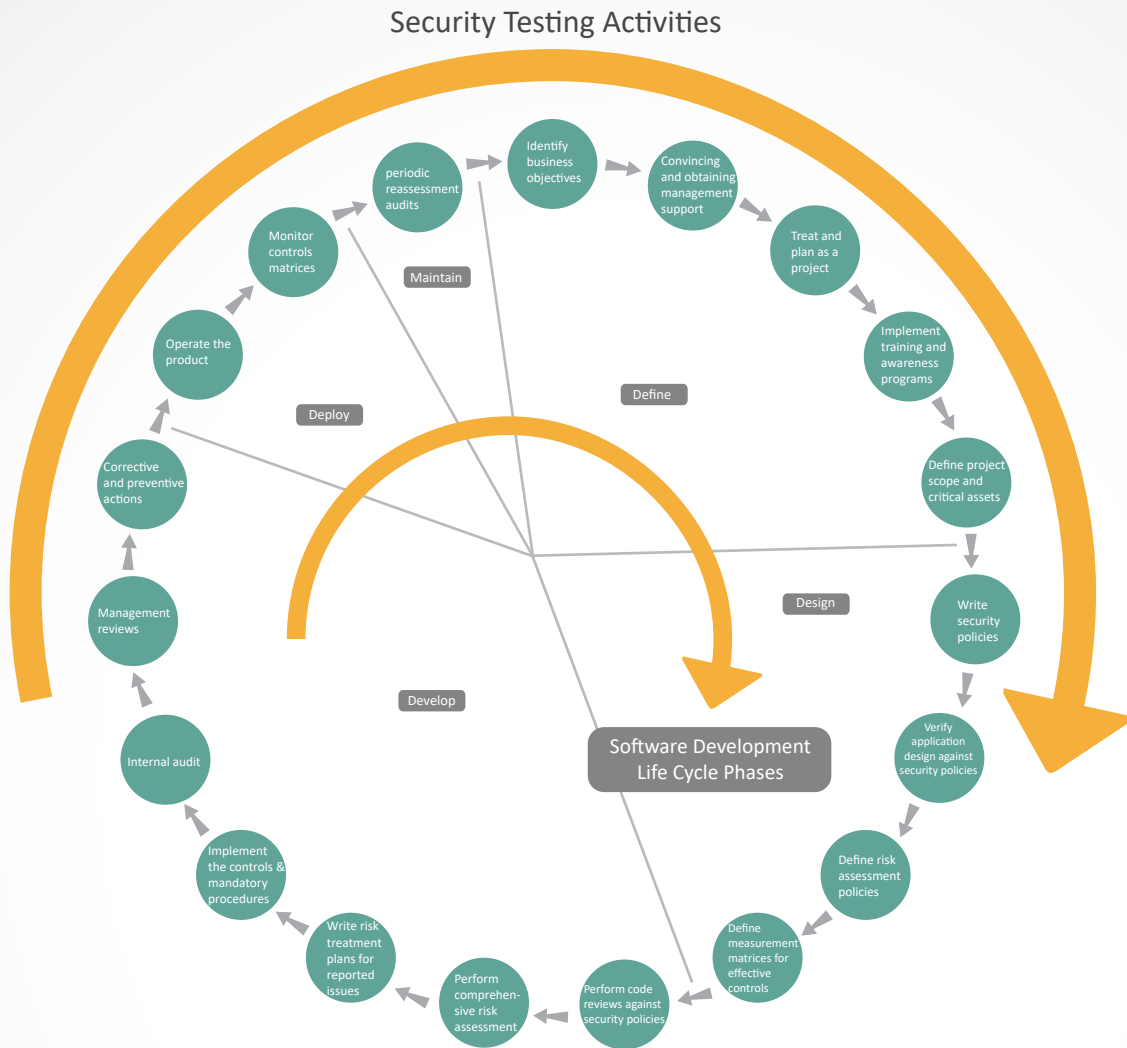 Security Testing Activities
Identify
business
objectives
Convincing
and obtaining
management
support
Treat and
plan as a
project
Implement
training and
awareness
programs
Define project
scope and
critical assets
Write
security
policies
Verify
application
design against
security policies
Define risk
assessment
policies
Define
measurement
matrices for
effective
controls
Perform code
reviews against
security policies
Perform
comprehen-
sive risk
assessment
Write risk
treatment
plans for
reported
issues
Implement
the controls &
mandatory
procedures
Internal audit
Management
reviews
Corrective
and preventive
actions
Operate the
product
Monitor
controls
matrices
periodic
reassessment
audits
Maintain
Define
Deploy
Design
Develop
Software Development
Life Cycle Phases